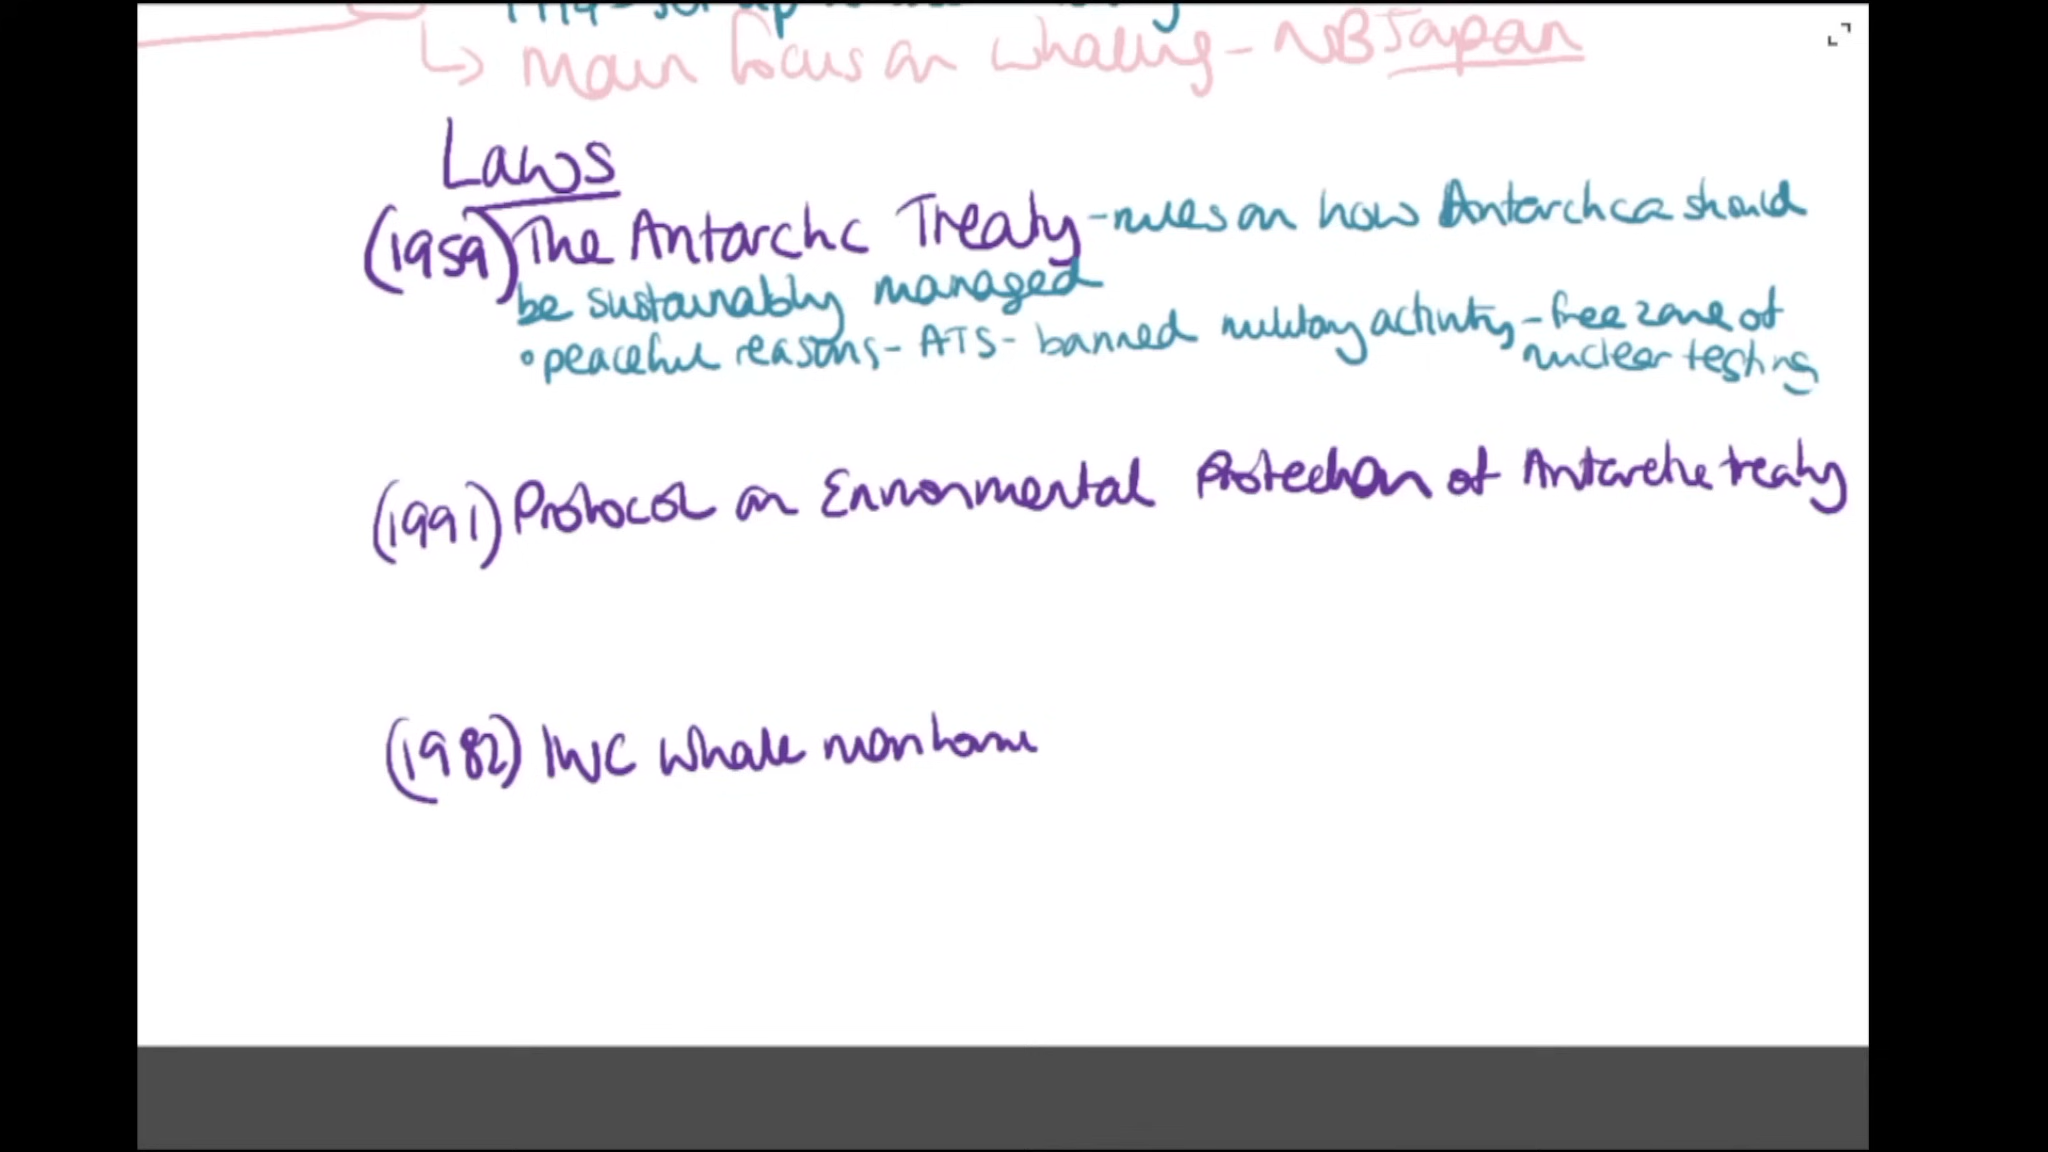 set up
↳ main focus on whaling - NB Japan
Laws
(1959) The Antarctic Treaty - rules on how Antarctica should
be sustainably managed
• peaceful reasons - ATS - banned military activity - free zone of
nuclear testing
(1991) Protocol on Environmental Protection of Antarctic treaty
(1982) IWC Whale